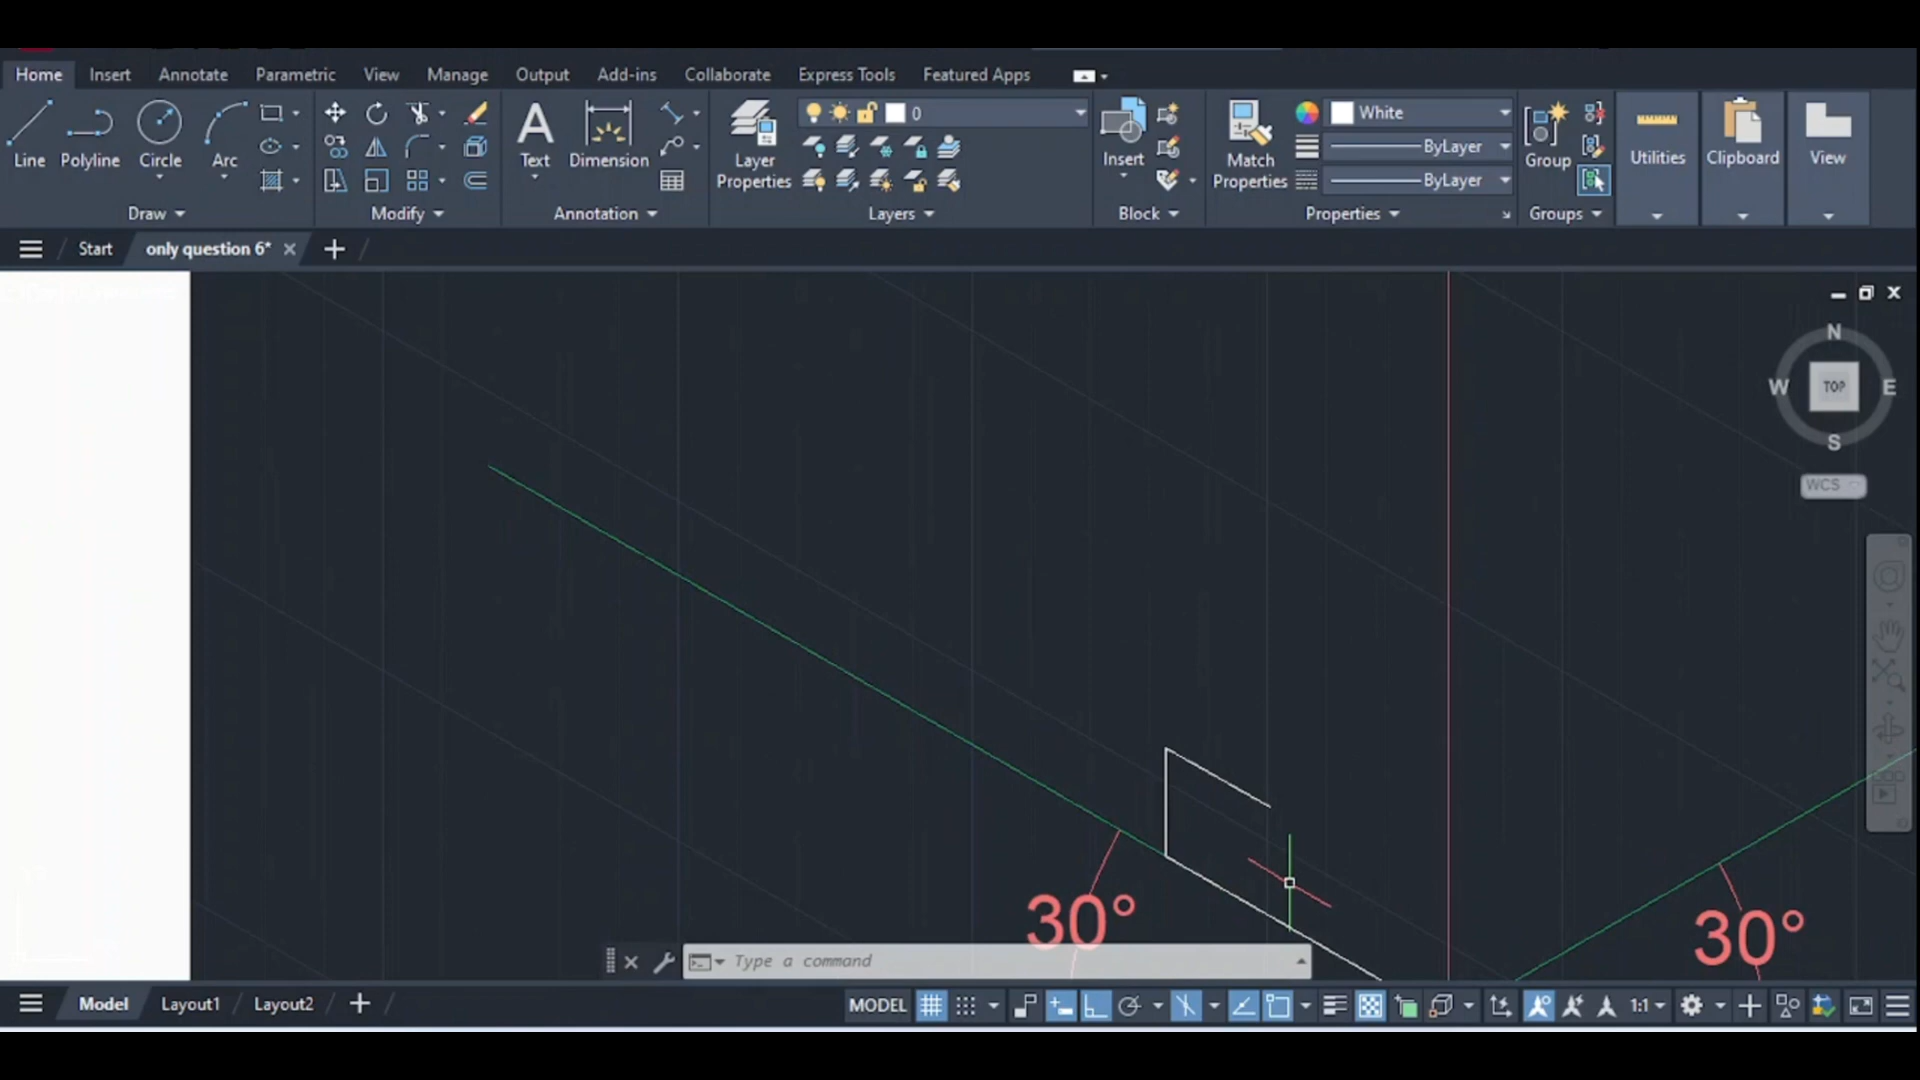 Home Insert Annotate Parametric View Manage Output Add-ins Collaborate Express Tools Featured Apps
0 White
ByLayer
Line Polyline Circle Arc Text Dimension Layer Properties Insert Match Properties Group Utilities Clipboard View
ByLayer
Draw Modify Annotation Layers Block Properties Groups
Start only question 6*
N
W TOP E
S
WCS
30° 30°
Type a command
Model Layout1 Layout2 MODEL 1:1